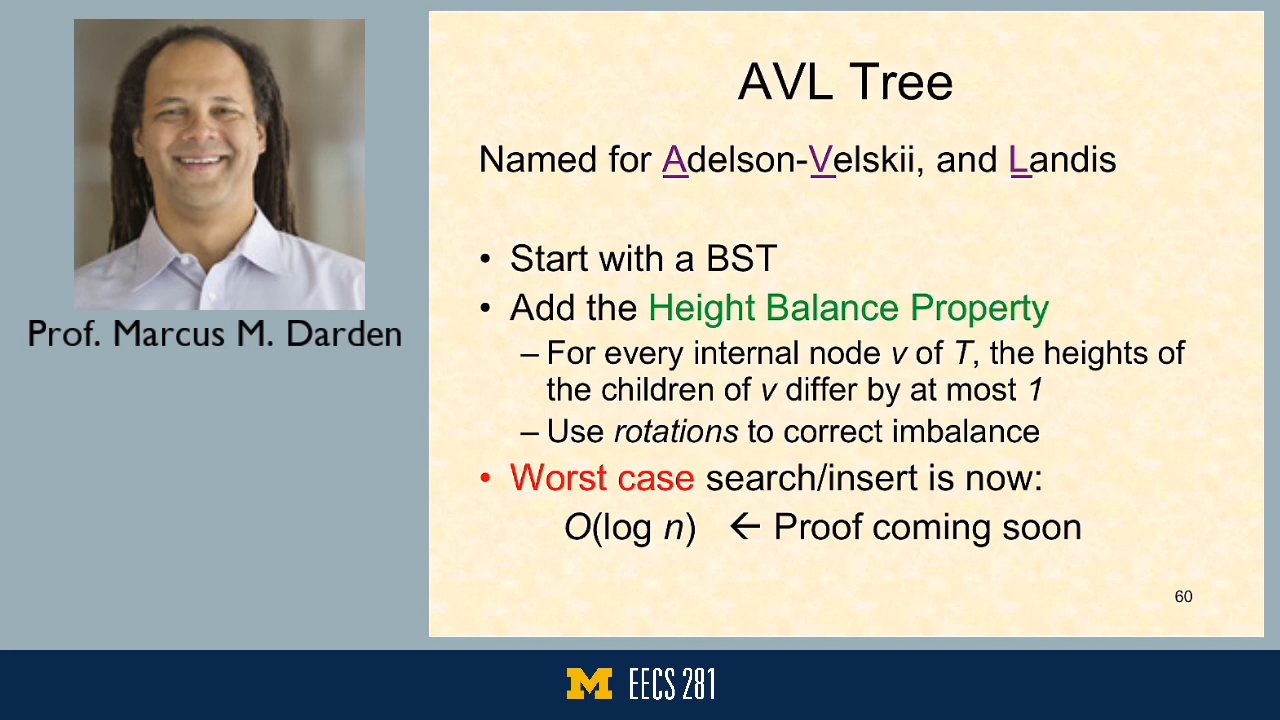 Prof. Marcus M. Darden
AVL Tree
Named for Adelson-Velskii, and Landis
• Start with a BST
• Add the Height Balance Property
– For every internal node v of T, the heights of
the children of v differ by at most 1
– Use rotations to correct imbalance
• Worst case search/insert is now:
O(log n) ← Proof coming soon
60
M EECS 281